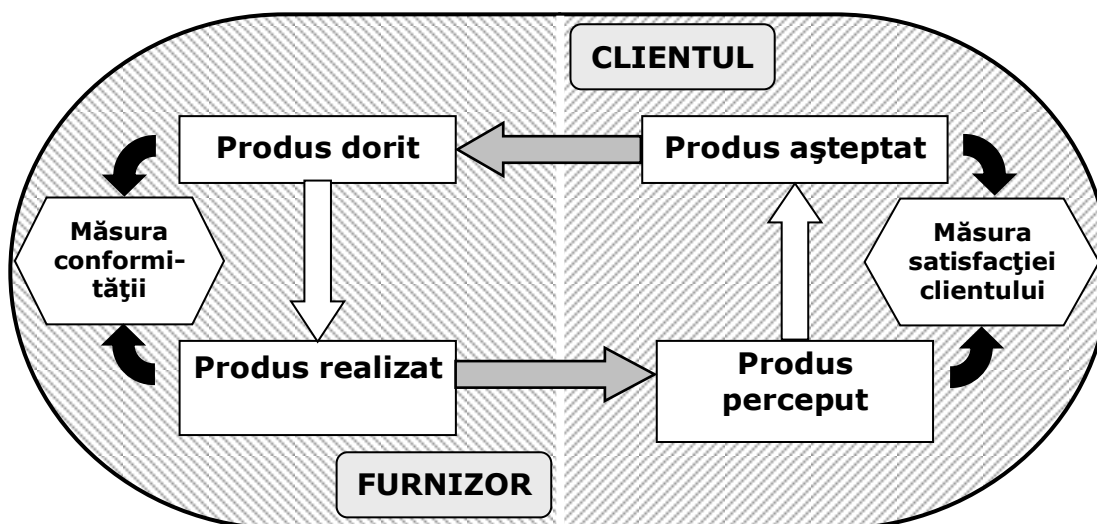 CLIENTUL
Produs dorit
Produs aşteptat
Măsura
conformi-
tăţii
Măsura
satisfacţiei
clientului
Produs realizat
Produs
perceput
FURNIZOR